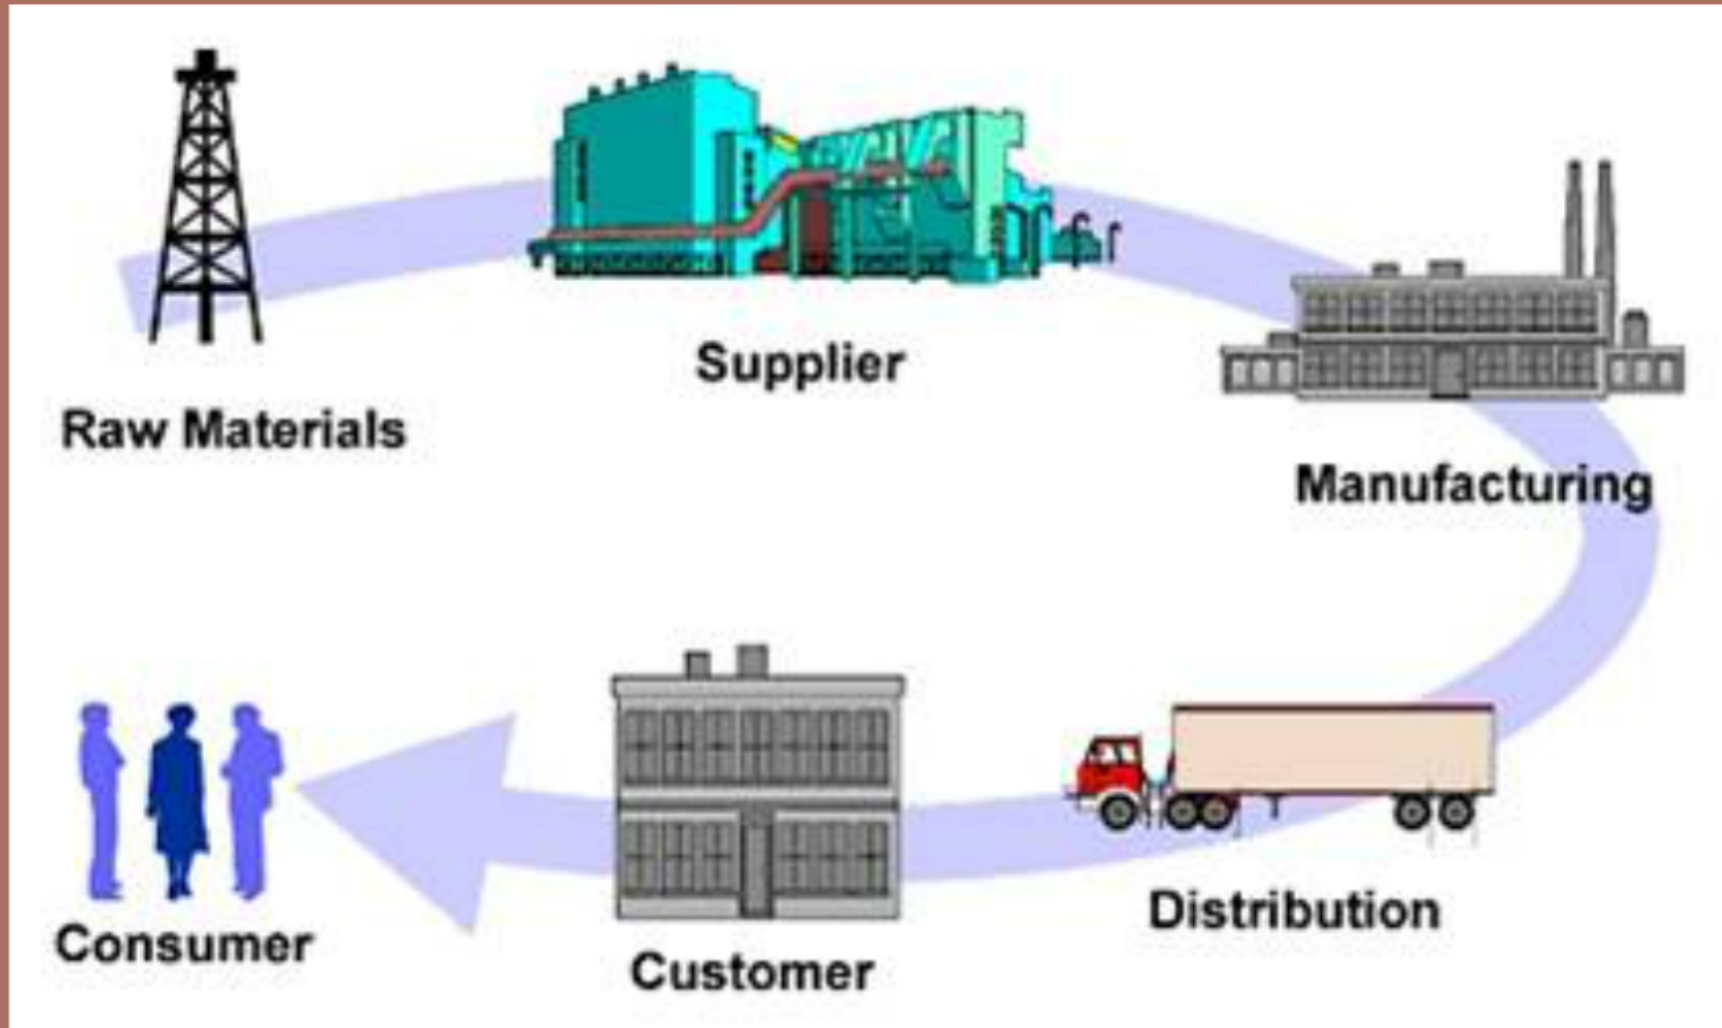 Raw Materials
Supplier
Manufacturing
Distribution
Customer
Consumer